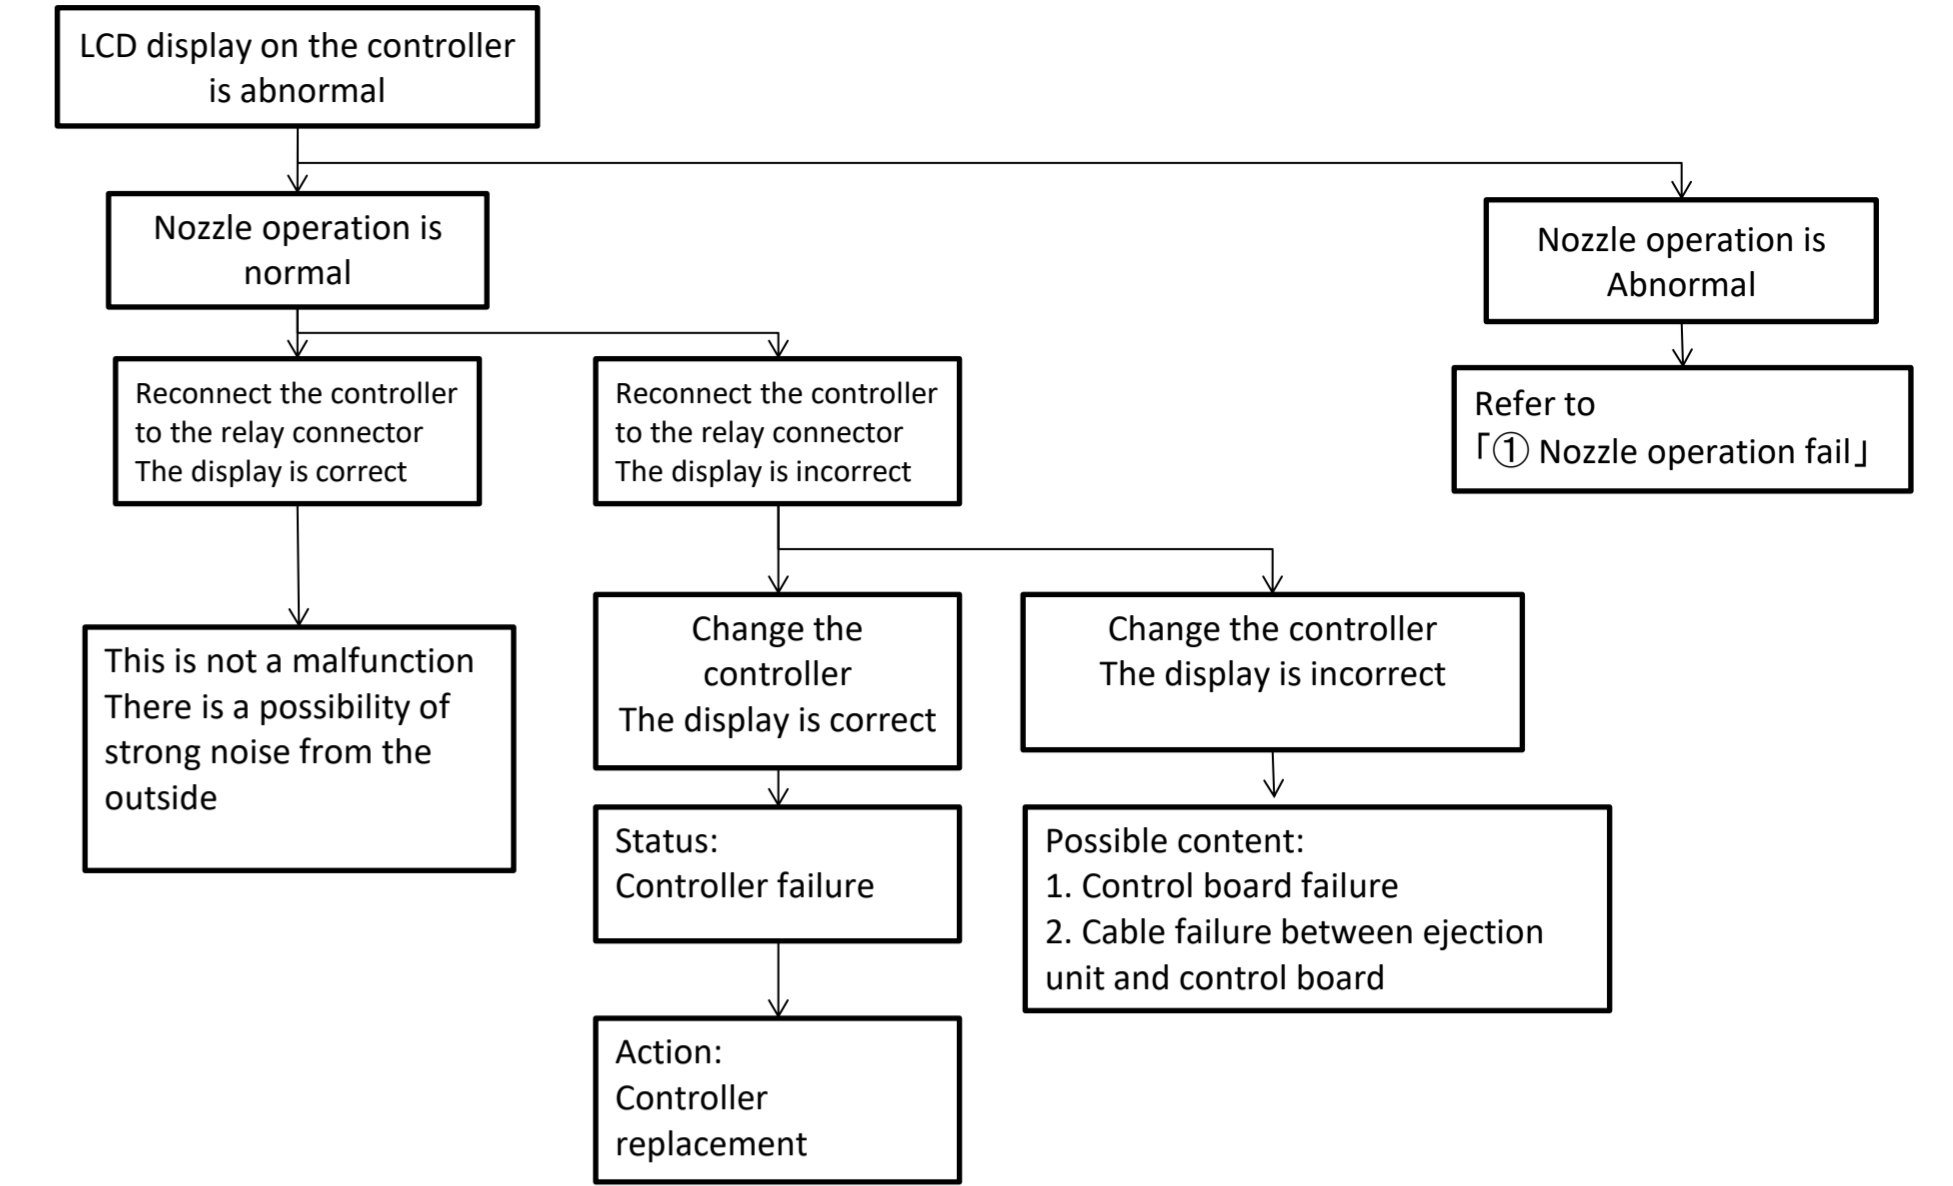 LCD display on the controller
is abnormal
Nozzle operation is
normal
Nozzle operation is
Abnormal
Reconnect the controller
to the relay connector
The display is correct
Reconnect the controller
to the relay connector
The display is incorrect
Refer to
「① Nozzle operation fail」
This is not a malfunction
There is a possibility of
strong noise from the
outside
Change the
controller
The display is correct
Change the controller
The display is incorrect
Status:
Controller failure
Possible content:
1. Control board failure
2. Cable failure between ejection
unit and control board
Action:
Controller
replacement